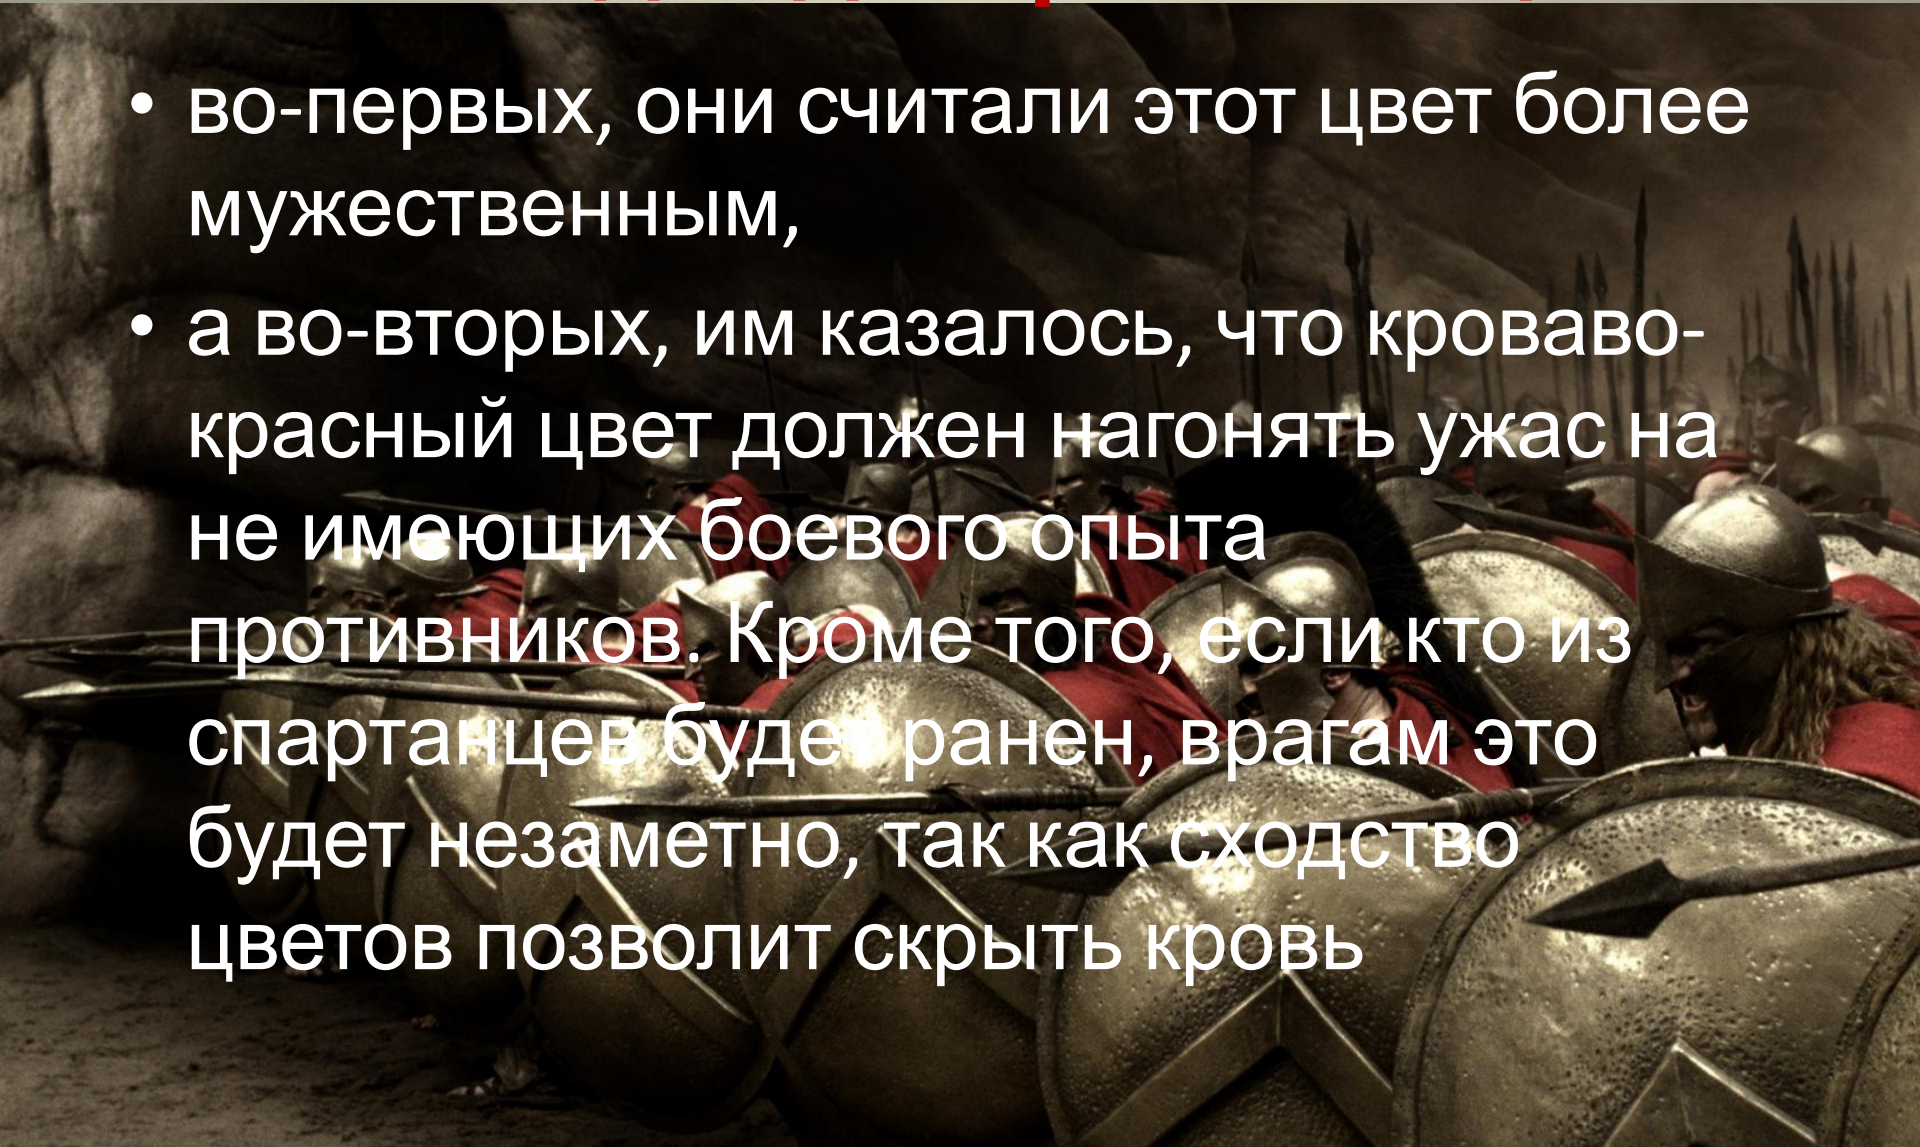 • во-первых, они считали этот цвет более
мужественным,
• а во-вторых, им казалось, что кроваво-
красный цвет должен нагонять ужас на
не имеющих боевого опыта
противников. Кроме того, если кто из
спартанцев будет ранен, врагам это
будет незаметно, так как сходство
цветов позволит скрыть кровь